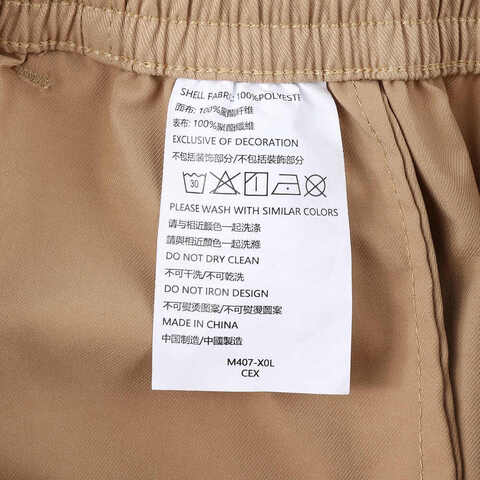 SHELL FABRIC 100%POLYESTE
面布: 100%聚酯纤维
表布: 100%聚酯纖維
EXCLUSIVE OF DECORATION
不包括装饰部分/不包括裝飾部分
30
PLEASE WASH WITH SIMILAR COLORS
请与相近颜色一起洗涤
請與相近顏色一起洗滌
DO NOT DRY CLEAN
不可干洗/不可乾洗
DO NOT IRON DESIGN
不可熨烫图案/不可熨燙圖案
MADE IN CHINA
中国制造/中國製造
M407-X0L
CEX